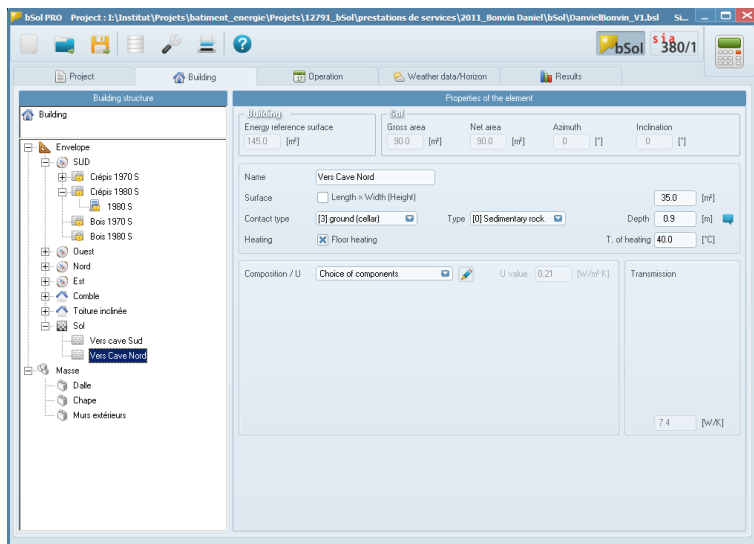 bSol PRO Project : I:\Institut\Projets\batiment_energie\Projets\12791_bSol\prestations de services\2011_Bonvin Daniel\bSol\DanvielBonvin_V1.bsl Si...
bSol sia 380/1
Project
Building
17 Operation
Weather data/Horizon
Results
Building structure
Building
Envelope
SUD
Crépis 1970 S
Crépis 1980 S
1980 S
Bois 1970 S
Bois 1980 S
Ouest
Nord
Est
Comble
Toiture inclinée
Sol
Vers cave Sud
Vers Cave Nord
Masse
Dalle
Chape
Murs extérieurs
Properties of the element
Building
Energy reference surface
145.0 [m²]
Sol
Gross area Net area Azimuth Inclination
90.0 [m²] 90.0 [m²] 0 [°] 0 [°]
Name Vers Cave Nord
Surface Length × Width (Height) 35.0 [m²]
Contact type [3] ground (cellar) Type [0] Sedimentary rock Depth 0.9 [m]
Heating Floor heating T. of heating 40.0 [°C]
Composition / U Choice of components U value 0.21 [W/m²·K]
Transmission
7.4 [W/K]